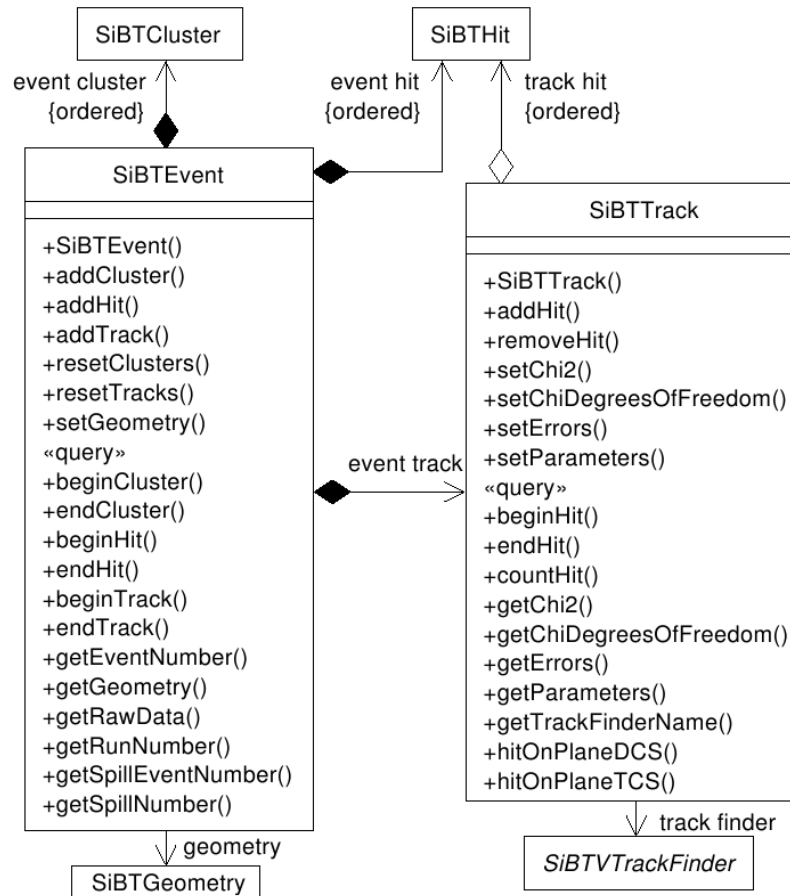 SiBTCluster
SiBTHit
event cluster
{ordered}
event hit
{ordered}
track hit
{ordered}
SiBTEvent
+SiBTEvent()
+addCluster()
+addHit()
+addTrack()
+resetClusters()
+resetTracks()
+setGeometry()
«query»
+beginCluster()
+endCluster()
+beginHit()
+endHit()
+beginTrack()
+endTrack()
+getEventNumber()
+getGeometry()
+getRawData()
+getRunNumber()
+getSpillEventNumber()
+getSpillNumber()
event track
SiBTTrack
+SiBTTrack()
+addHit()
+removeHit()
+setChi2()
+setChiDegreesOfFreedom()
+setErrors()
+setParameters()
«query»
+beginHit()
+endHit()
+countHit()
+getChi2()
+getChiDegreesOfFreedom()
+getErrors()
+getParameters()
+getTrackFinderName()
+hitOnPlaneDCS()
+hitOnPlaneTCS()
geometry
SiBTGeometry
track finder
SiBTVTrackFinder